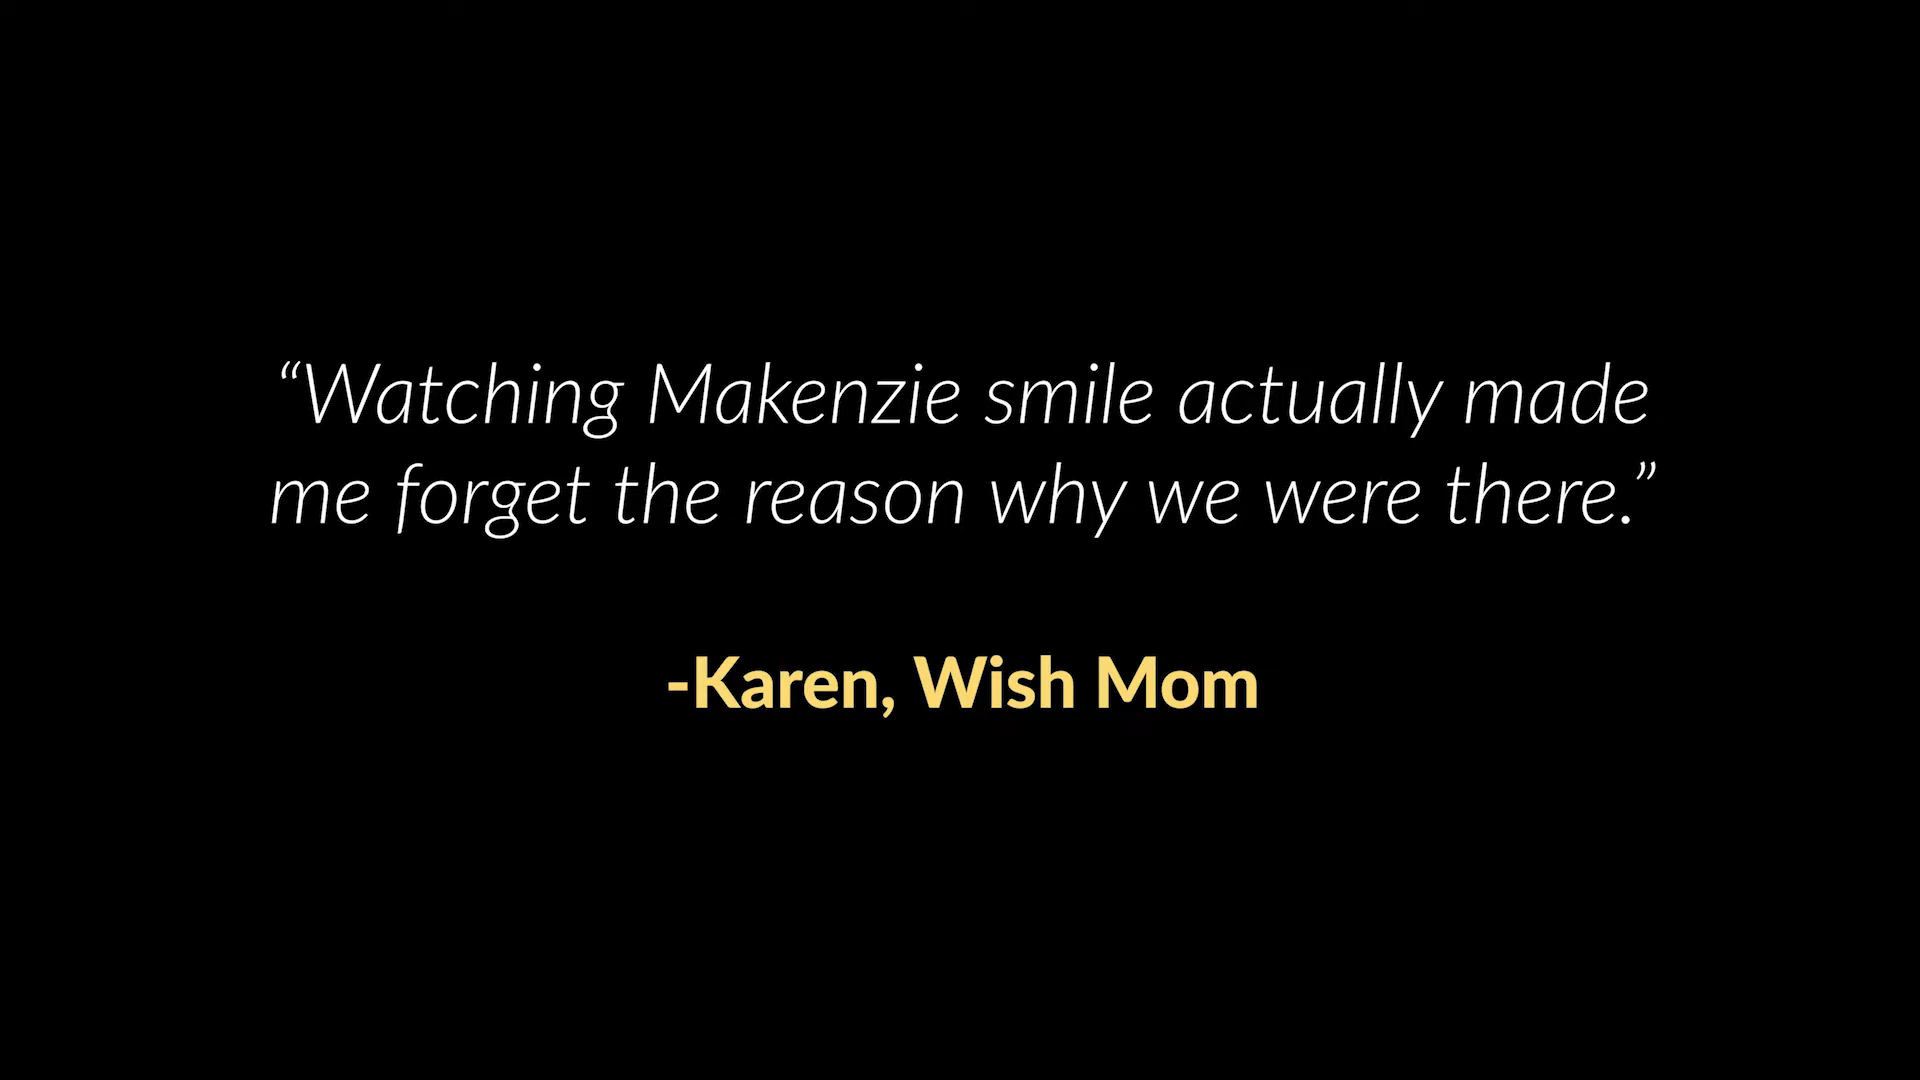 “Watching Makenzie smile actually made
me forget the reason why we were there.”
-Karen, Wish Mom